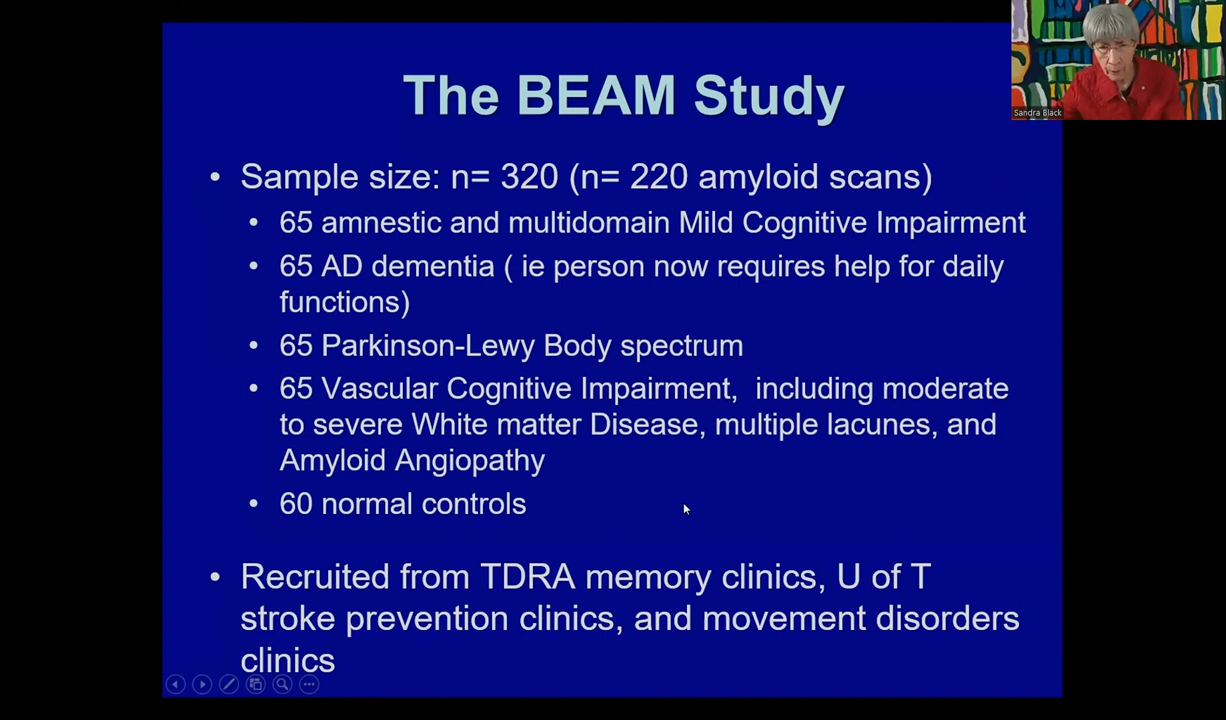 The BEAM Study
Sandra Black
• Sample size: n= 320 (n= 220 amyloid scans)
• 65 amnestic and multidomain Mild Cognitive Impairment
• 65 AD dementia ( ie person now requires help for daily
functions)
• 65 Parkinson-Lewy Body spectrum
• 65 Vascular Cognitive Impairment,  including moderate
to severe White matter Disease, multiple lacunes, and
Amyloid Angiopathy
• 60 normal controls
• Recruited from TDRA memory clinics, U of T
stroke prevention clinics, and movement disorders
clinics